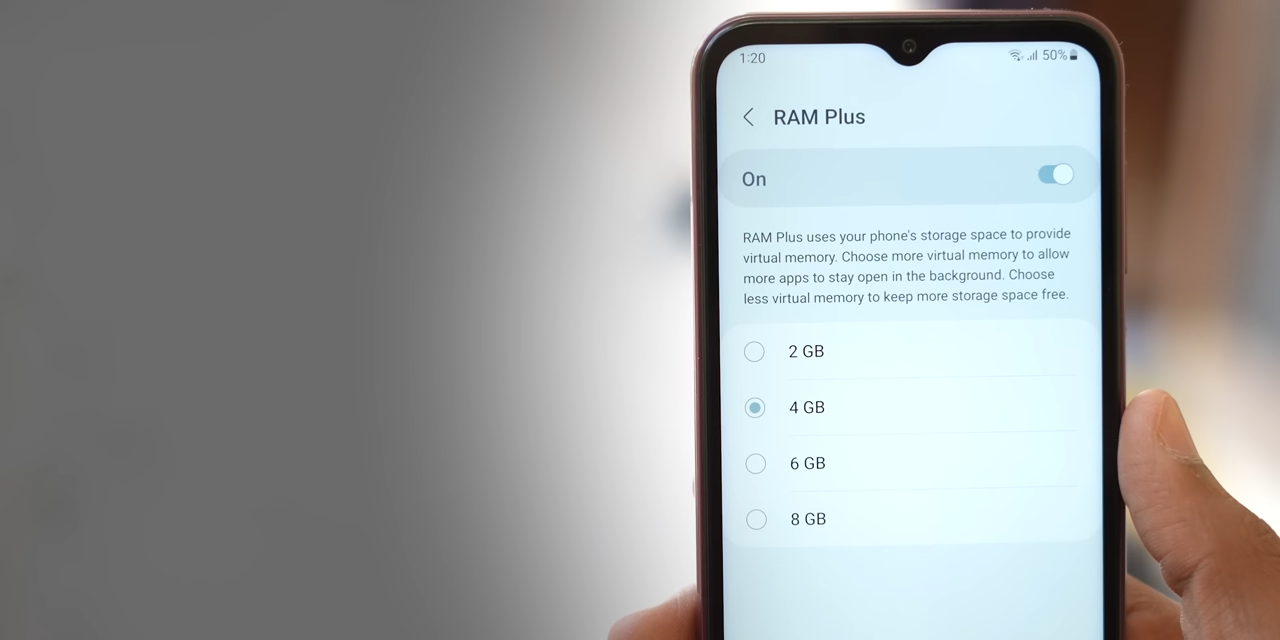 1:20 50%
RAM Plus
On
RAM Plus uses your phone's storage space to provide
virtual memory. Choose more virtual memory to allow
more apps to stay open in the background. Choose
less virtual memory to keep more storage space free.
2 GB
4 GB
6 GB
8 GB